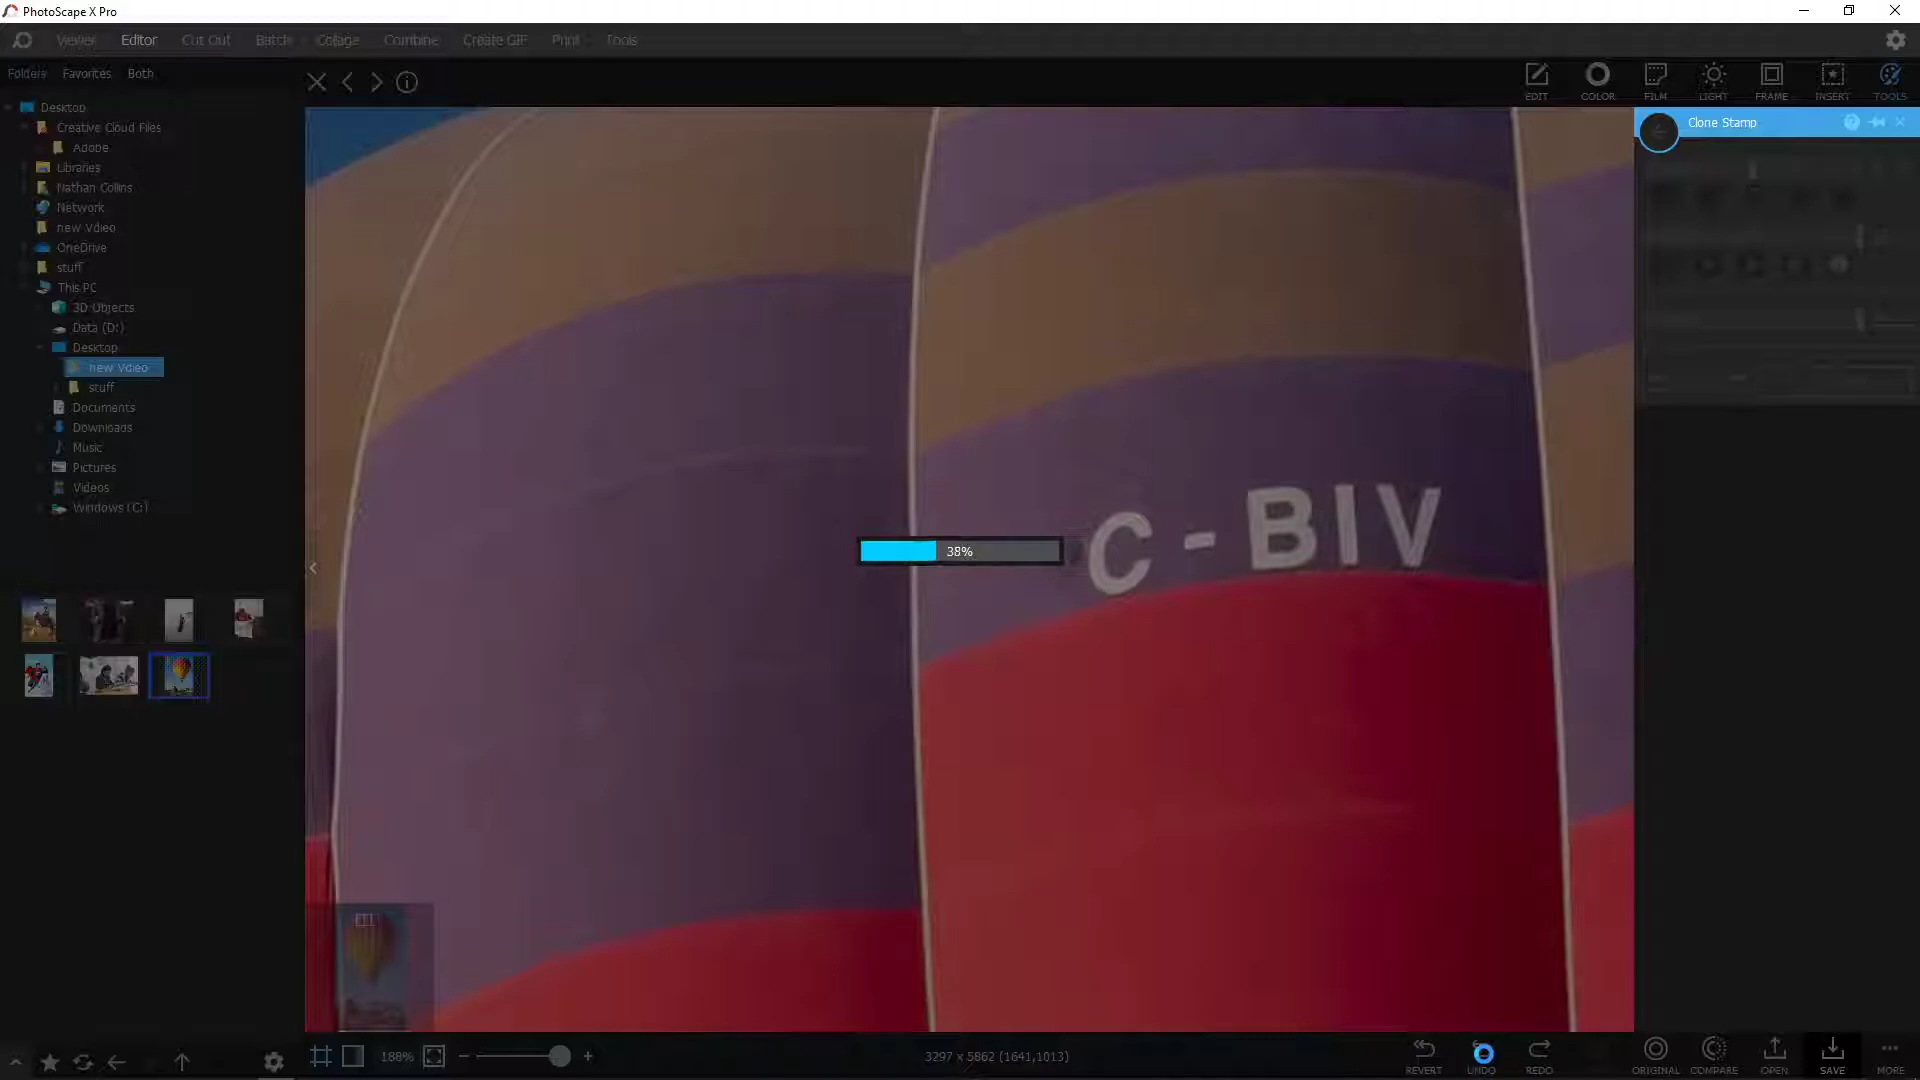 PhotoScape X Pro
Viewer Editor Cut Out Batch Collage Combine Create GIF Print Tools
Folders Favorites Both
EDIT COLOR FILM LIGHT FRAME INSERT TOOLS
Clone Stamp
Desktop
Creative Cloud Files
Adobe
Libraries
Nathan Collins
Network
new Vdieo
OneDrive
stuff
This PC
3D Objects
Data (D:)
Desktop
new Vdieo
stuff
Documents
Downloads
Music
Pictures
Videos
Windows (C:)
C-BIV
38%
188%
3297 x 5862 (1641,1013)
REVERT UNDO REDO ORIGINAL COMPARE OPEN SAVE MORE